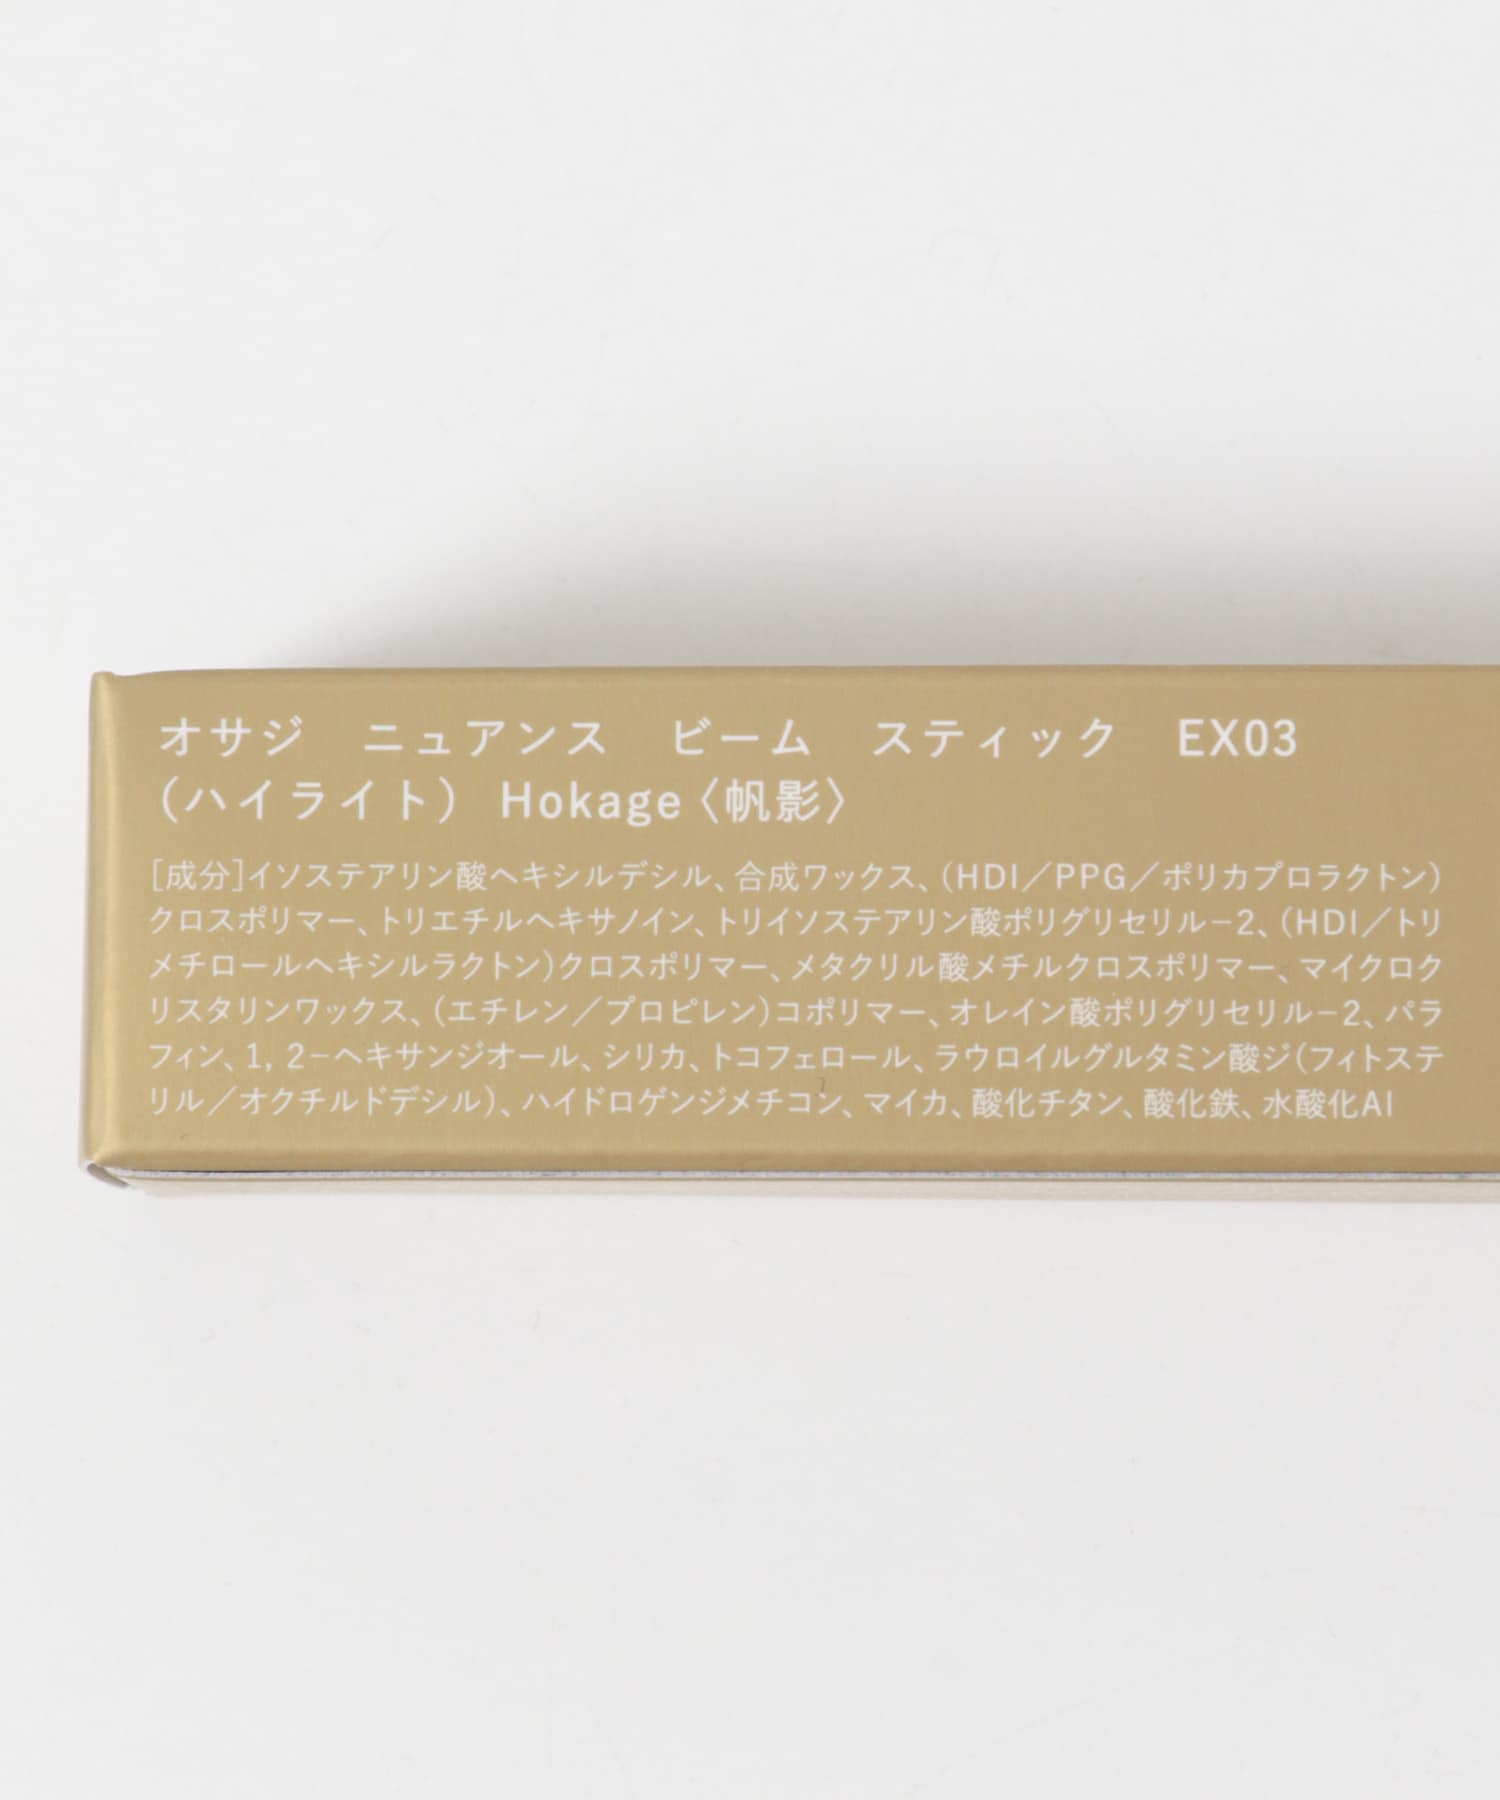 オサジ　ニュアンス　ビーム　スティック　EX03
（ハイライト） Hokage〈帆影〉
［成分］イソステアリン酸ヘキシルデシル、合成ワックス、（HDI／PPG／ポリカプロラクトン）
クロスポリマー、トリエチルヘキサノイン、トリイソステアリン酸ポリグリセリル－2、（HDI／トリ
メチロールヘキシルラクトン）クロスポリマー、メタクリル酸メチルクロスポリマー、マイクロク
リスタリンワックス、（エチレン／プロピレン）コポリマー、オレイン酸ポリグリセリル－2、パラ
フィン、1, 2－ヘキサンジオール、シリカ、トコフェロール、ラウロイルグルタミン酸ジ（フィトステ
リル／オクチルドデシル）、ハイドロゲンジメチコン、マイカ、酸化チタン、酸化鉄、水酸化Al